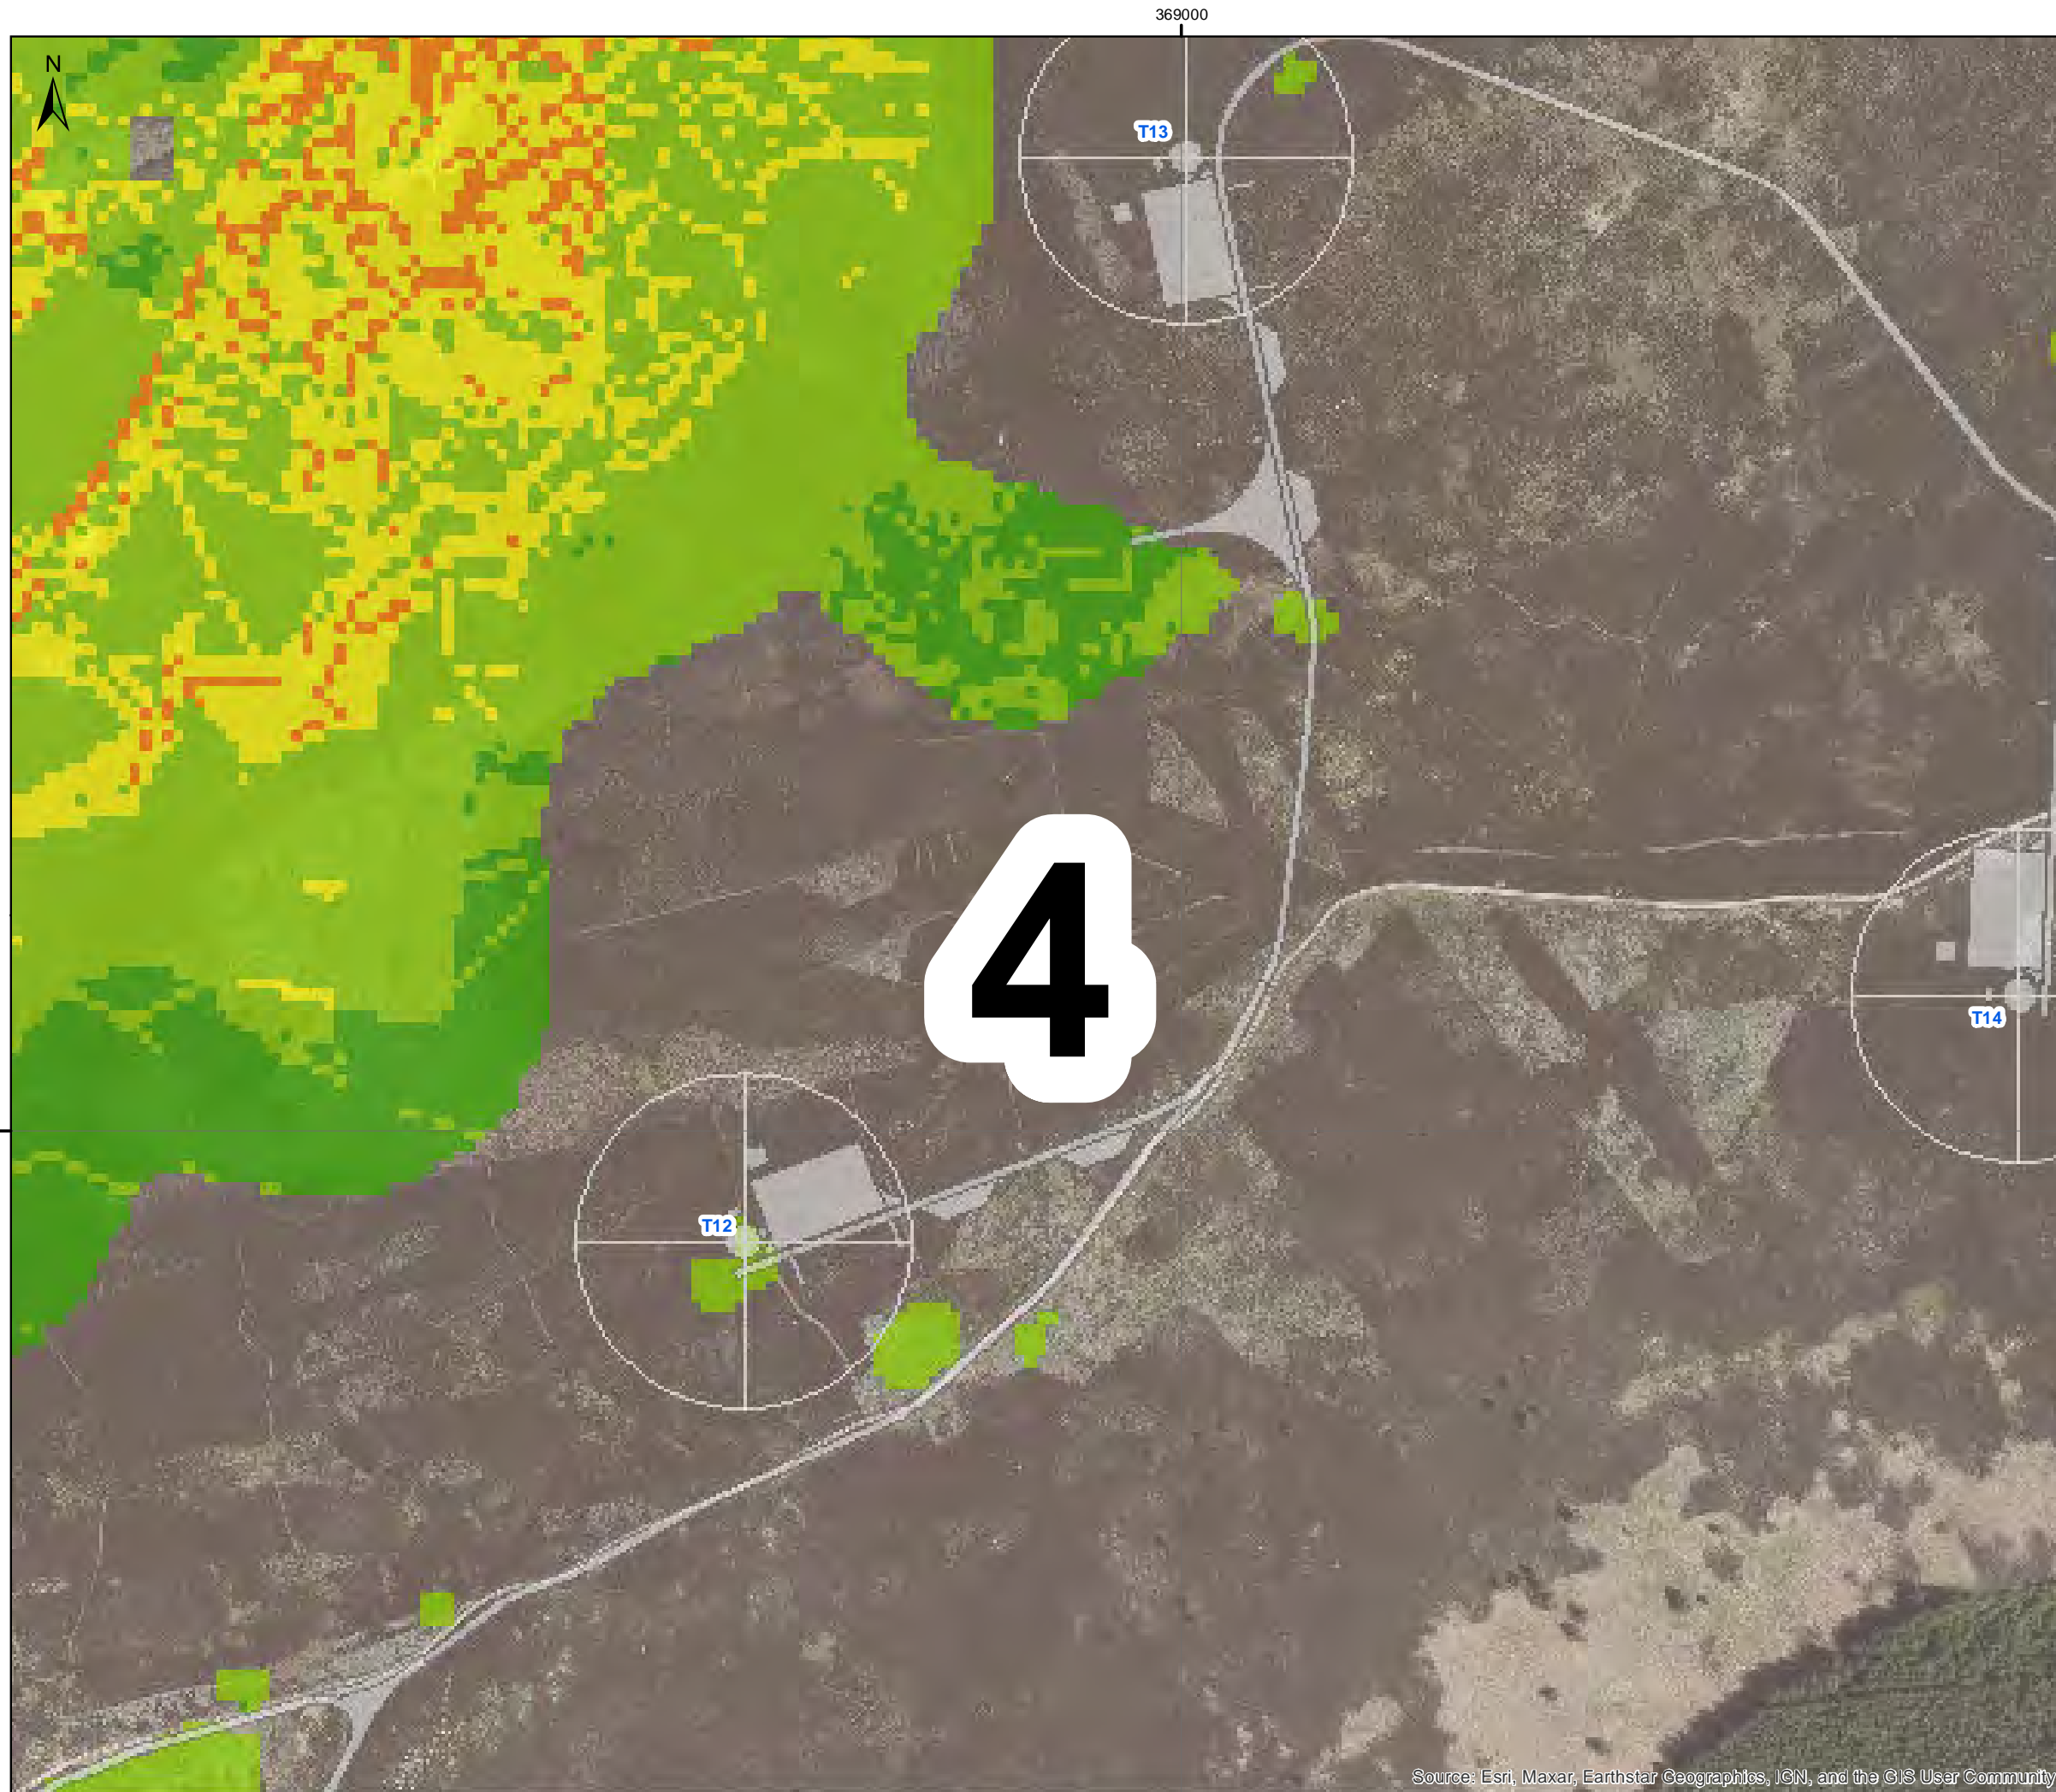 369000
N
T13
4
T14
T12
Source: Esri, Maxar, Earthstar Geographics, IGN, and the GIS User Community